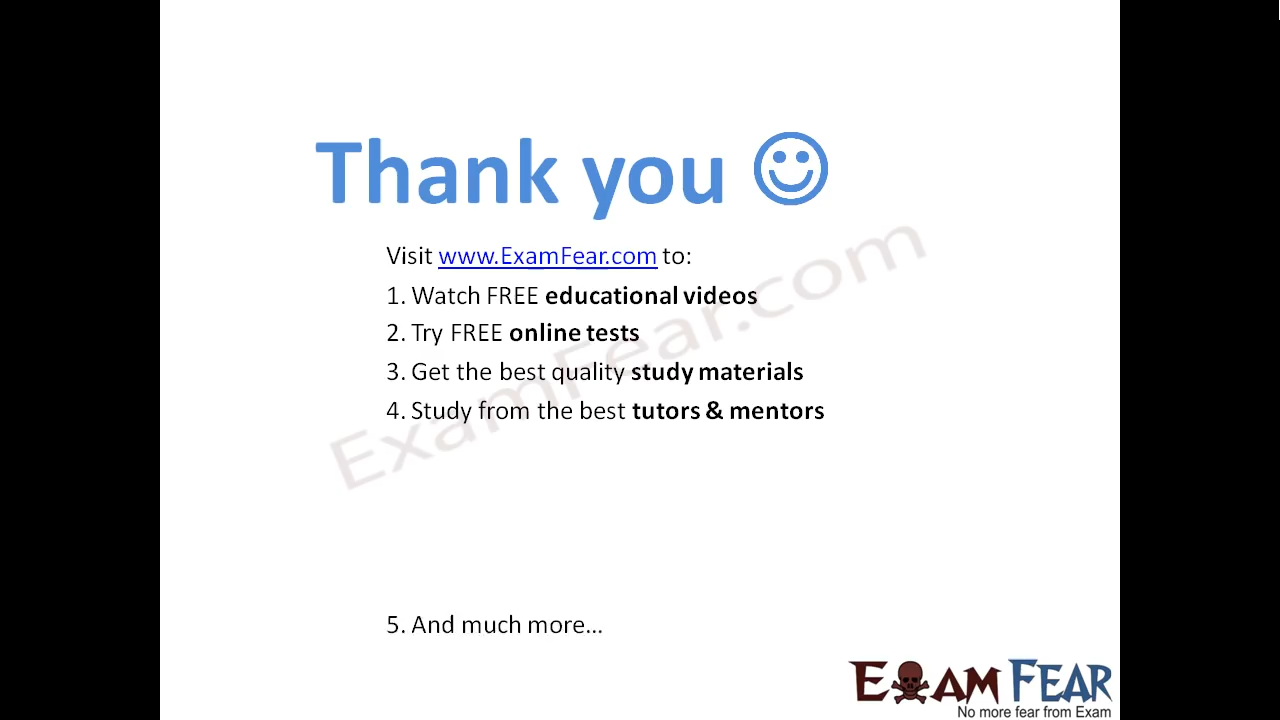 Thank you ☺
Visit www.ExamFear.com to:
1. Watch FREE educational videos
2. Try FREE online tests
3. Get the best quality study materials
4. Study from the best tutors & mentors
ExamFear.com
5. And much more…
EXAM FEAR
No more fear from Exam